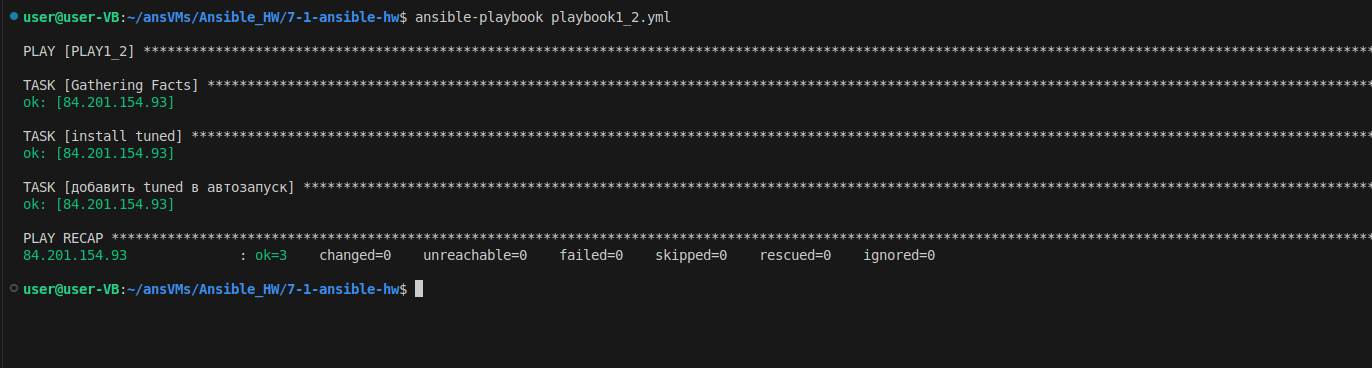 user@user-VB:~/ansVMs/Ansible_HW/7-1-ansible-hw$ ansible-playbook playbook1_2.yml
PLAY [PLAY1_2] *********************************************************************************************************************************************************
TASK [Gathering Facts] *************************************************************************************************************************************************
ok: [84.201.154.93]
TASK [install tuned] ***************************************************************************************************************************************************
ok: [84.201.154.93]
TASK [добавить tuned в автозапуск] *************************************************************************************************************************************
ok: [84.201.154.93]
PLAY RECAP *************************************************************************************************************************************************************
84.201.154.93              : ok=3    changed=0    unreachable=0    failed=0    skipped=0    rescued=0    ignored=0
user@user-VB:~/ansVMs/Ansible_HW/7-1-ansible-hw$